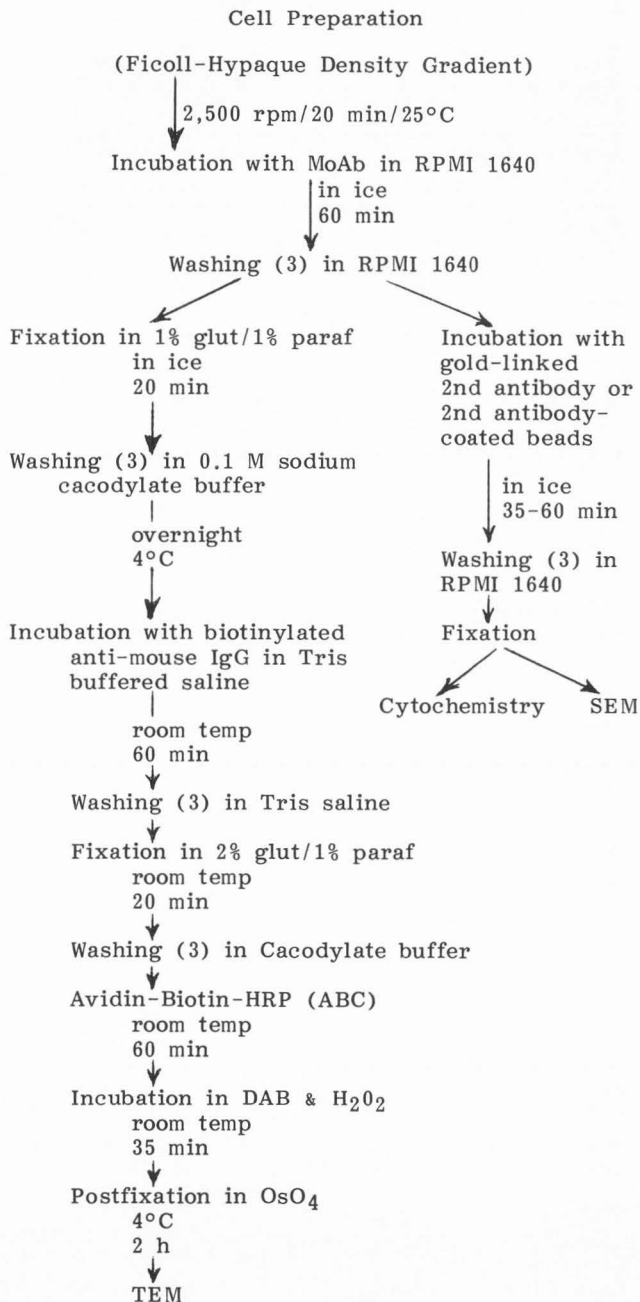 Cell Preparation
(Ficoll-Hypaque Density Gradient)
2,500 rpm/20 min/25°C
Incubation with MoAb in RPMI 1640
in ice
60 min
Washing (3) in RPMI 1640
Fixation in 1% glut/1% paraf
in ice
20 min
Washing (3) in 0.1 M sodium
cacodylate buffer
overnight
4°C
Incubation with biotinylated
anti-mouse IgG in Tris
buffered saline
room temp
60 min
Washing (3) in Tris saline
Fixation in 2% glut/1% paraf
room temp
20 min
Washing (3) in Cacodylate buffer
Avidin-Biotin-HRP (ABC)
room temp
60 min
Incubation in DAB & H₂0₂
room temp
35 min
Postfixation in OsO₄
4°C
2 h
TEM
Incubation with
gold-linked
2nd antibody or
2nd antibody-
coated beads
in ice
35-60 min
Washing (3) in
RPMI 1640
Fixation
Cytochemistry SEM